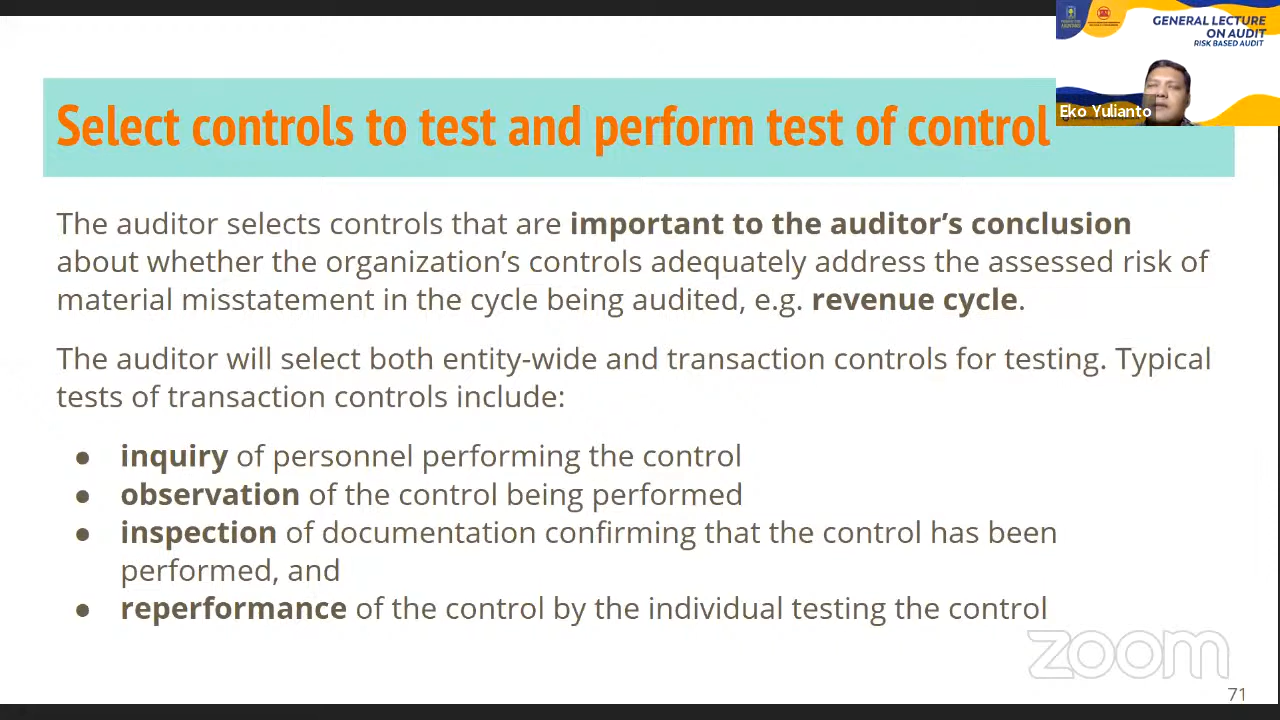 GENERAL LECTURE
ON AUDIT
RISK BASED AUDIT
Eko Yulianto
Select controls to test and perform test of control
The auditor selects controls that are important to the auditor’s conclusion
about whether the organization’s controls adequately address the assessed risk of
material misstatement in the cycle being audited, e.g. revenue cycle.
The auditor will select both entity-wide and transaction controls for testing. Typical
tests of transaction controls include:
● inquiry of personnel performing the control
● observation of the control being performed
● inspection of documentation confirming that the control has been
performed, and
● reperformance of the control by the individual testing the control
zoom
71